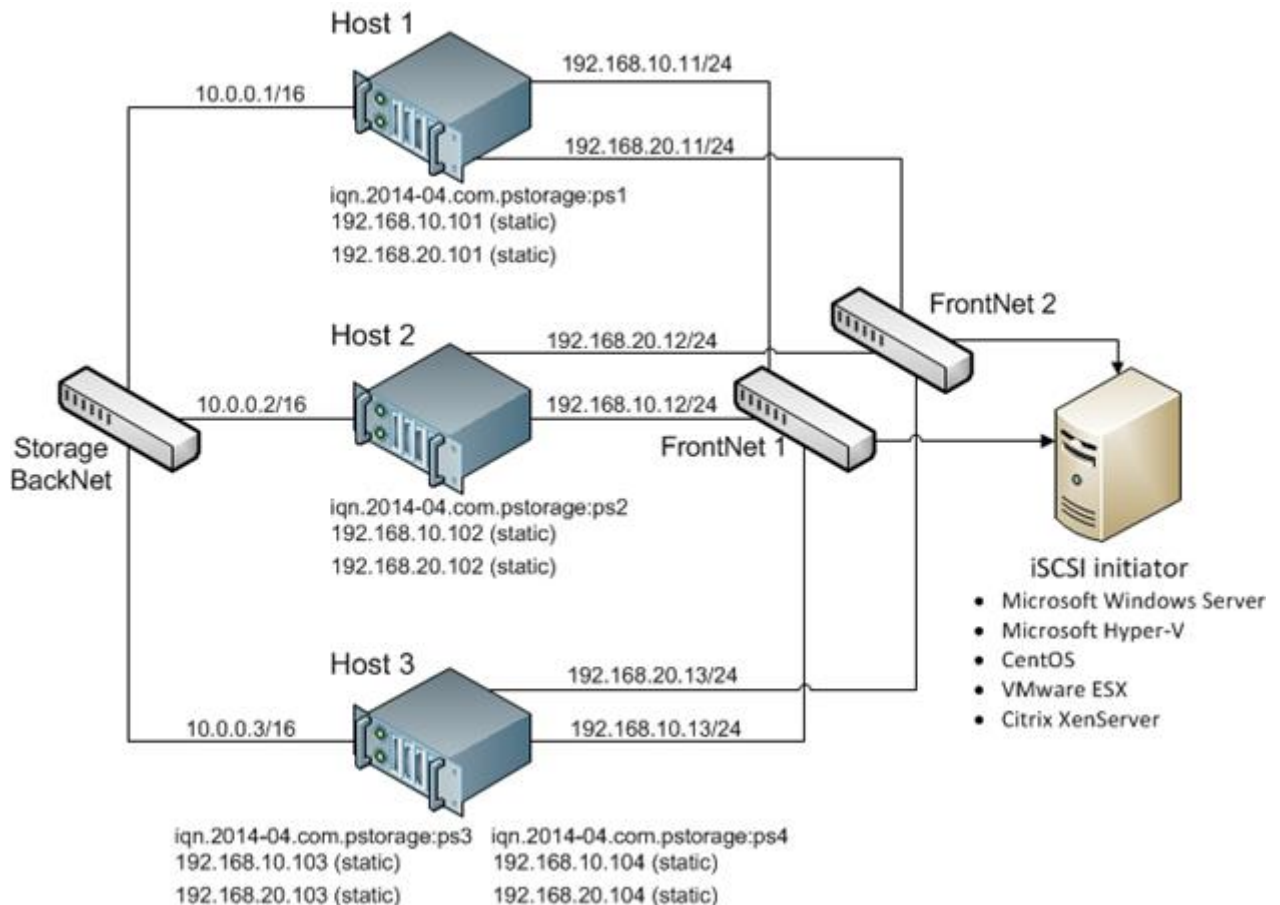 Host 1
192.168.10.11/24
10.0.0.1/16
192.168.20.11/24
iqn.2014-04.com.pstorage:ps1
192.168.10.101 (static)
192.168.20.101 (static)
FrontNet 2
Host 2
192.168.20.12/24
10.0.0.2/16
192.168.10.12/24
Storage
BackNet
FrontNet 1
iqn.2014-04.com.pstorage:ps2
192.168.10.102 (static)
192.168.20.102 (static)
iSCSI initiator
• Microsoft Windows Server
• Microsoft Hyper-V
• CentOS
• VMware ESX
• Citrix XenServer
Host 3
192.168.20.13/24
10.0.0.3/16
192.168.10.13/24
iqn.2014-04.com.pstorage:ps3
192.168.10.103 (static)
192.168.20.103 (static)
iqn.2014-04.com.pstorage:ps4
192.168.10.104 (static)
192.168.20.104 (static)